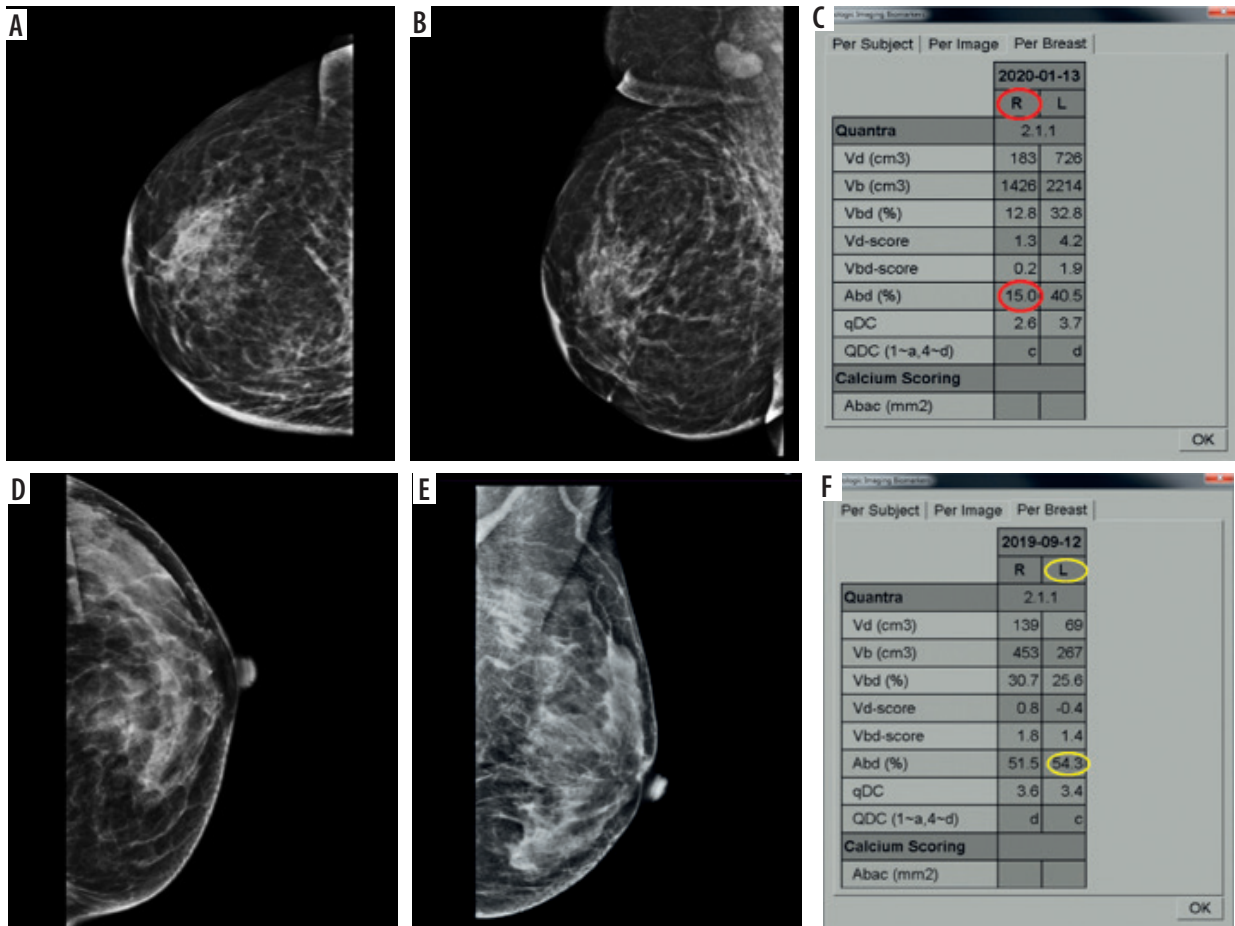 A
B
C
Imaging Biomarkers
Per Subject | Per Image | Per Breast
2020-01-13
R L
Quantra 2.1.1
Vd (cm3) 183 726
Vb (cm3) 1426 2214
Vbd (%) 12.8 32.8
Vd-score 1.3 4.2
Vbd-score 0.2 1.9
Abd (%) 15.0 40.5
qDC 2.6 3.7
QDC (1~a,4~d) c d
Calcium Scoring
Abac (mm2)
OK
D
E
F
Imaging Biomarkers
Per Subject | Per Image | Per Breast
2019-09-12
R L
Quantra 2.1.1
Vd (cm3) 139 69
Vb (cm3) 453 267
Vbd (%) 30.7 25.6
Vd-score 0.8 -0.4
Vbd-score 1.8 1.4
Abd (%) 51.5 54.3
qDC 3.6 3.4
QDC (1~a,4~d) d c
Calcium Scoring
Abac (mm2)
OK